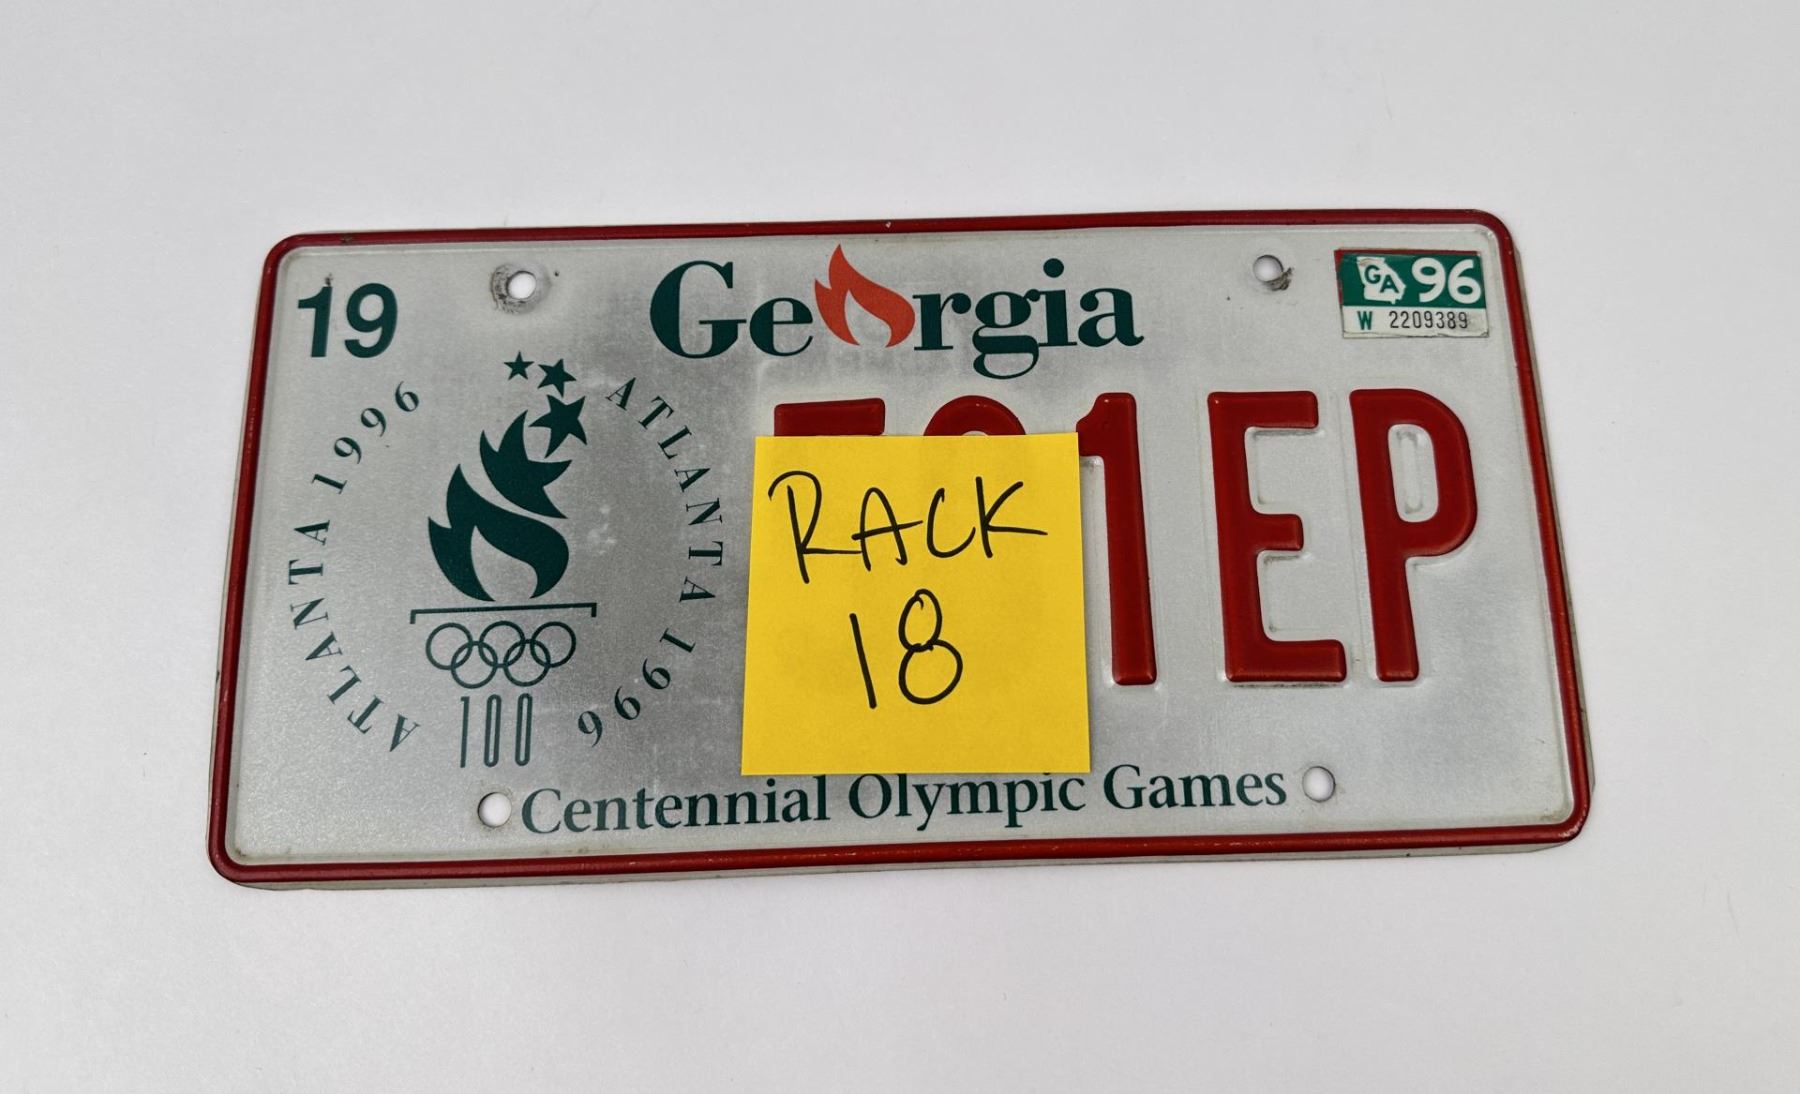 19
Georgia
GA 96
W 2209389
ATLANTA 1996
ATLANTA 1996
1EP
RACK
18
100
Centennial Olympic Games